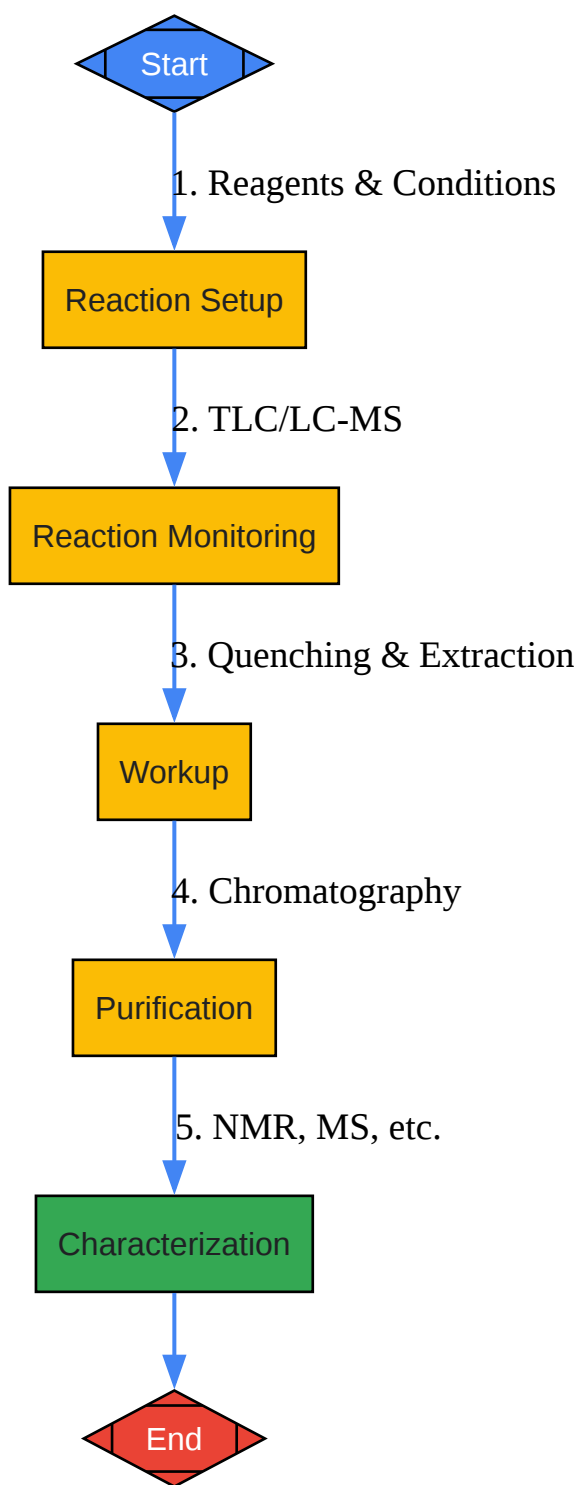 Start
1. Reagents & Conditions
Reaction Setup
2. TLC/LC-MS
Reaction Monitoring
3. Quenching & Extraction
Workup
4. Chromatography
Purification
5. NMR, MS, etc.
Characterization
End